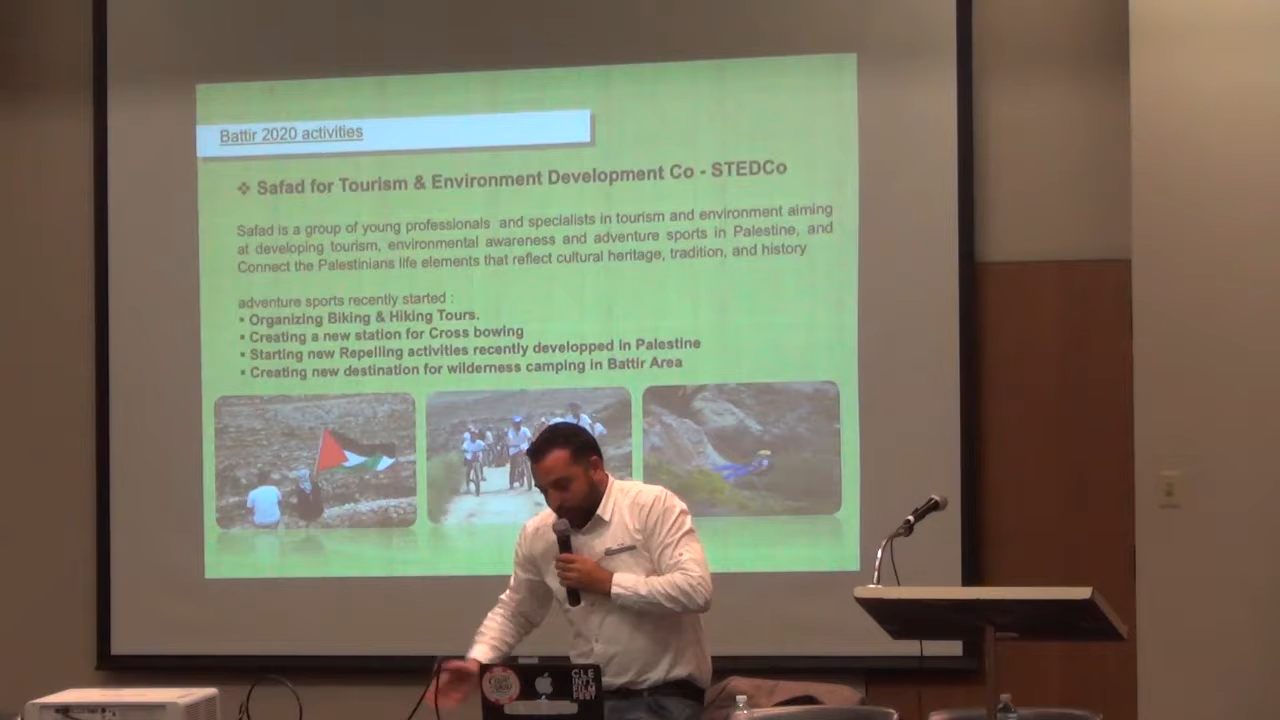 Battir 2020 activities
❖ Safad for Tourism & Environment Development Co - STEDCo
Safad is a group of young professionals and specialists in tourism and environment aiming
at developing tourism, environmental awareness and adventure sports in Palestine, and
Connect the Palestinians life elements that reflect cultural heritage, tradition, and history
adventure sports recently started :
▪ Organizing Biking & Hiking Tours.
▪ Creating a new station for Cross bowing
▪ Starting new Repelling activities recently developped in Palestine
▪ Creating new destination for wilderness camping in Battir Area
CLE
INT'L
FILM
FEST